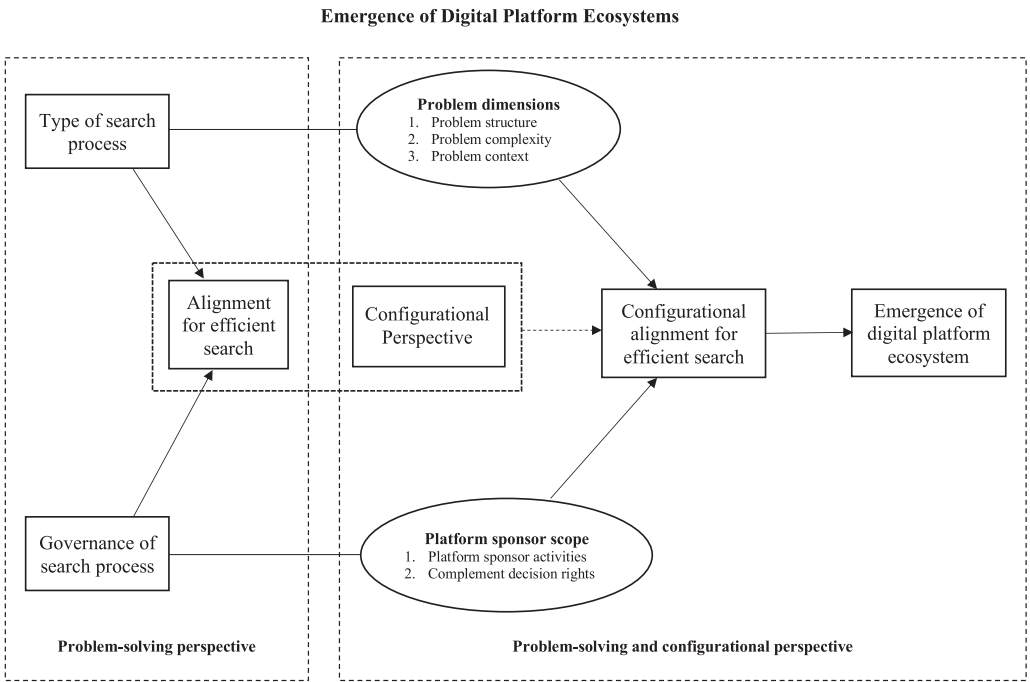 Emergence of Digital Platform Ecosystems
Type of search
process
Problem dimensions
1. Problem structure
2. Problem complexity
3. Problem context
Alignment
for efficient
search
Configurational
Perspective
Configurational
alignment for
efficient search
Emergence of
digital platform
ecosystem
Governance of
search process
Platform sponsor scope
1. Platform sponsor activities
2. Complement decision rights
Problem-solving perspective
Problem-solving and configurational perspective